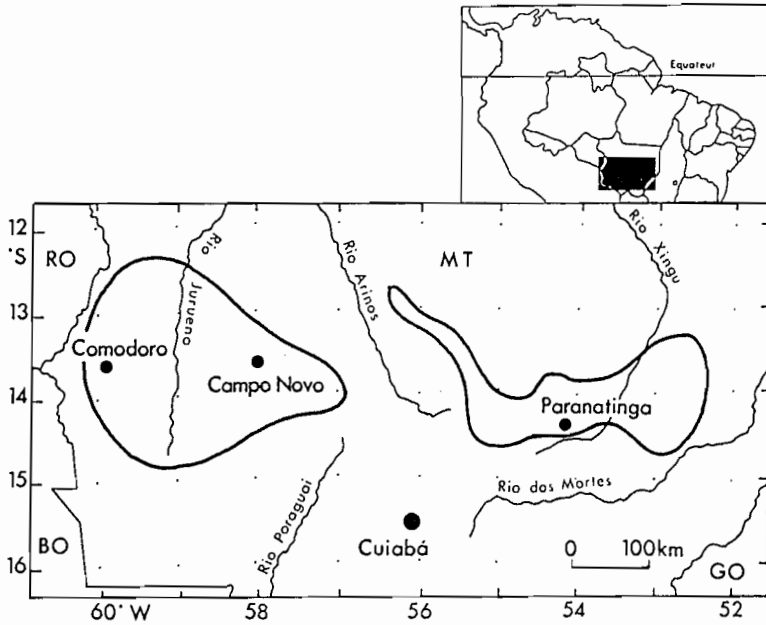 Equateur
12
°S
RO
Rio
Jurueno
Rio Arinos
MT
Rio Xingu
13
Comodoro
Campo Novo
14
Paranatinga
15
Rio Paraguai
Rio dos Mortes
BO
Cuiabá
0 100km
16
GO
60° W 58 56 54 52